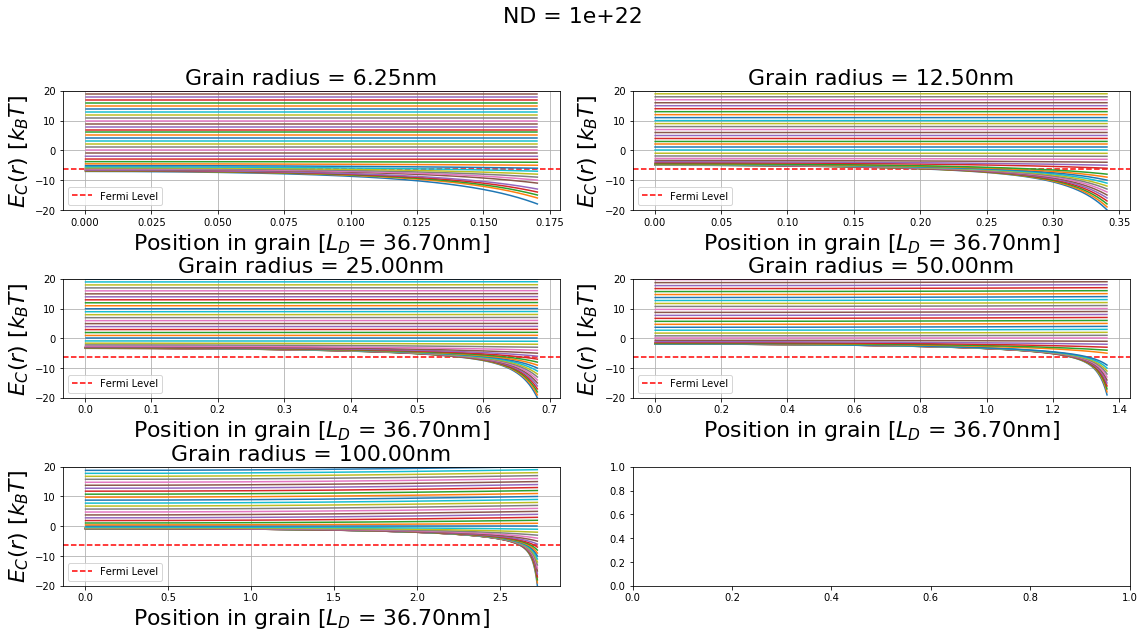 ND = 1e+22
Grain radius = 6.25nm
E_C(r) [k_BT]
20
10
0
−10
−20
Fermi Level
0.000 0.025 0.050 0.075 0.100 0.125 0.150 0.175
Position in grain [L_D = 36.70nm]
Grain radius = 12.50nm
E_C(r) [k_BT]
20
10
0
−10
−20
Fermi Level
0.00 0.05 0.10 0.15 0.20 0.25 0.30 0.35
Position in grain [L_D = 36.70nm]
Grain radius = 25.00nm
E_C(r) [k_BT]
20
10
0
−10
−20
Fermi Level
0.0 0.1 0.2 0.3 0.4 0.5 0.6 0.7
Position in grain [L_D = 36.70nm]
Grain radius = 50.00nm
E_C(r) [k_BT]
20
10
0
−10
−20
Fermi Level
0.0 0.2 0.4 0.6 0.8 1.0 1.2 1.4
Position in grain [L_D = 36.70nm]
Grain radius = 100.00nm
E_C(r) [k_BT]
20
10
0
−10
−20
Fermi Level
0.0 0.5 1.0 1.5 2.0 2.5
Position in grain [L_D = 36.70nm]
1.0
0.8
0.6
0.4
0.2
0.0
0.0 0.2 0.4 0.6 0.8 1.0